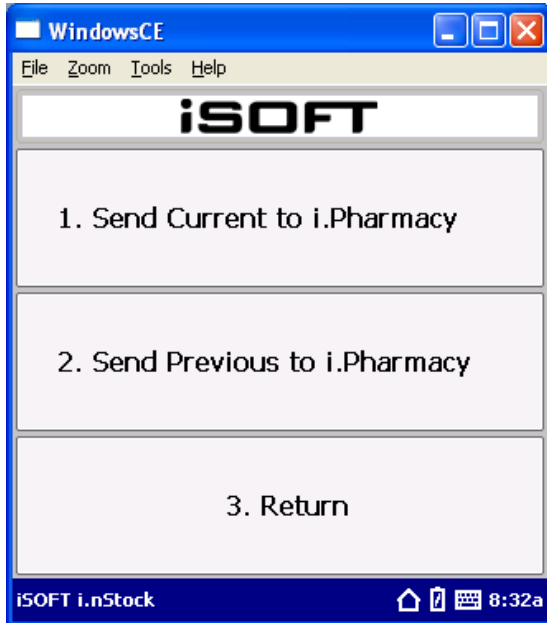 WindowsCE
File Zoom Tools Help
iSOFT
1. Send Current to i.Pharmacy
2. Send Previous to i.Pharmacy
3. Return
iSOFT i.nStock 8:32a